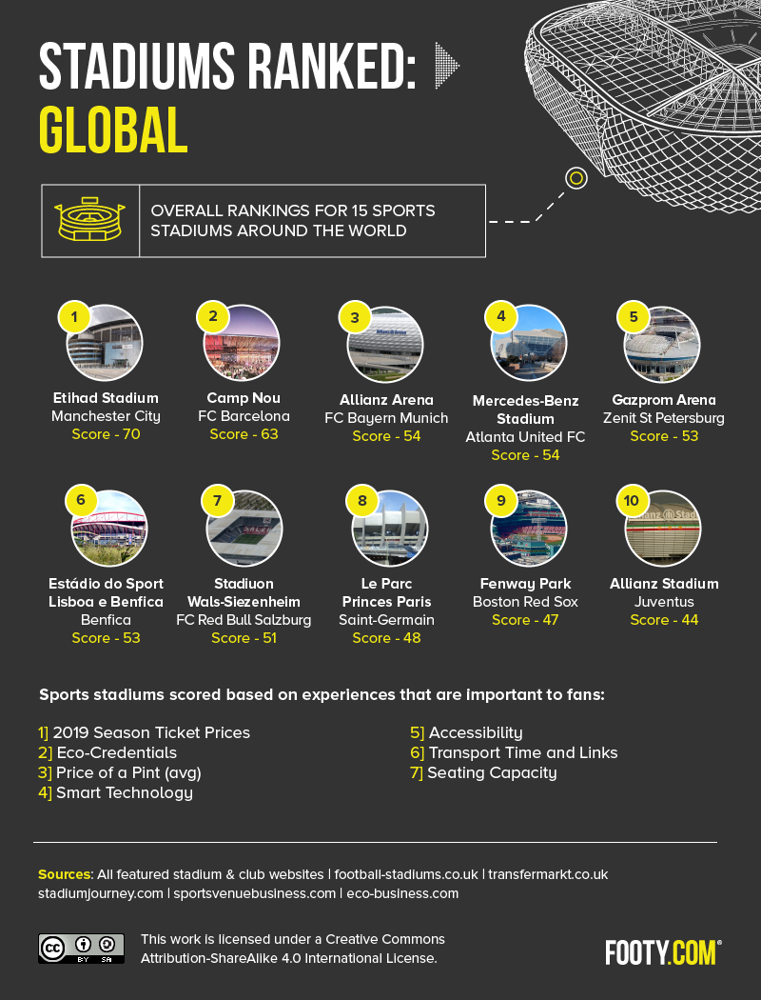 STADIUMS RANKED:
GLOBAL
OVERALL RANKINGS FOR 15 SPORTS
STADIUMS AROUND THE WORLD
1
Etihad Stadium
Manchester City
Score - 70
2
Camp Nou
FC Barcelona
Score - 63
3
Allianz Arena
FC Bayern Munich
Score - 54
4
Mercedes-Benz
Stadium
Atlanta United FC
Score - 54
5
Gazprom Arena
Zenit St Petersburg
Score - 53
6
Estádio do Sport
Lisboa e Benfica
Benfica
Score - 53
7
Stadiuon
Wals-Siezenheim
FC Red Bull Salzburg
Score - 51
8
Le Parc
Princes Paris
Saint-Germain
Score - 48
9
Fenway Park
Boston Red Sox
Score - 47
10
Allianz Stadium
Juventus
Score - 44
Sports stadiums scored based on experiences that are important to fans:
1] 2019 Season Ticket Prices
2] Eco-Credentials
3] Price of a Pint (avg)
4] Smart Technology
5] Accessibility
6] Transport Time and Links
7] Seating Capacity
Sources: All featured stadium & club websites | football-stadiums.co.uk | transfermarkt.co.uk
stadiumjourney.com | sportsvenuebusiness.com | eco-business.com
cc
BY SA
This work is licensed under a Creative Commons
Attribution-ShareAlike 4.0 International License.
FOOTY.COM®